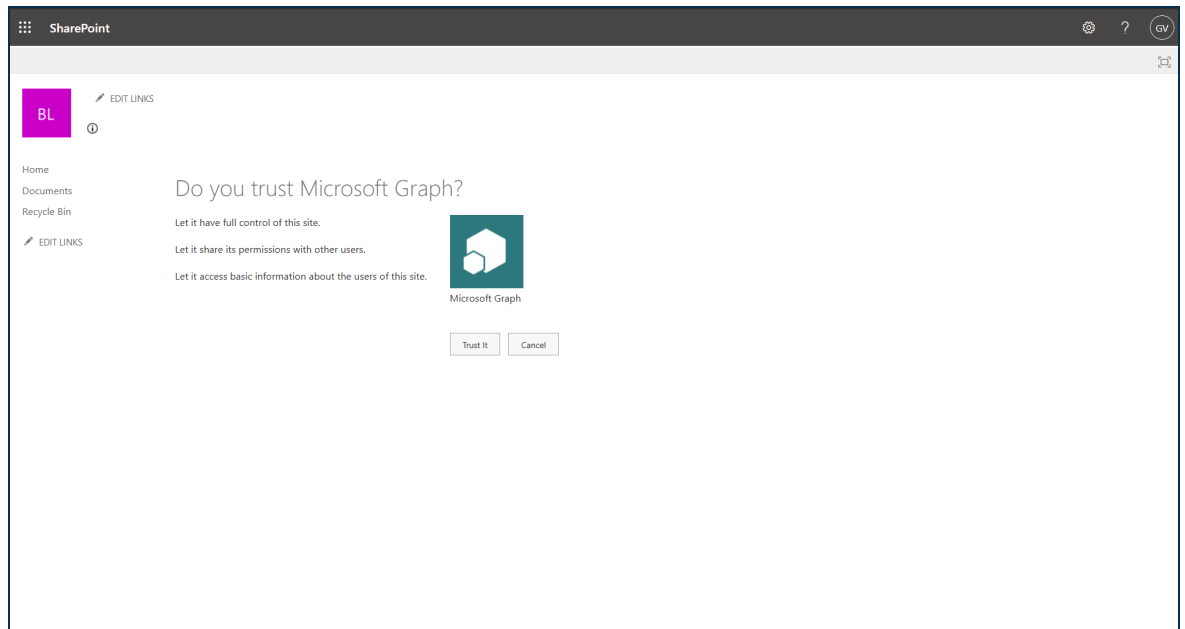 SharePoint
?
GV
BL
EDIT LINKS
Home
Documents
Recycle Bin
EDIT LINKS
Do you trust Microsoft Graph?
Let it have full control of this site.
Let it share its permissions with other users.
Let it access basic information about the users of this site.
Microsoft Graph
Trust It
Cancel